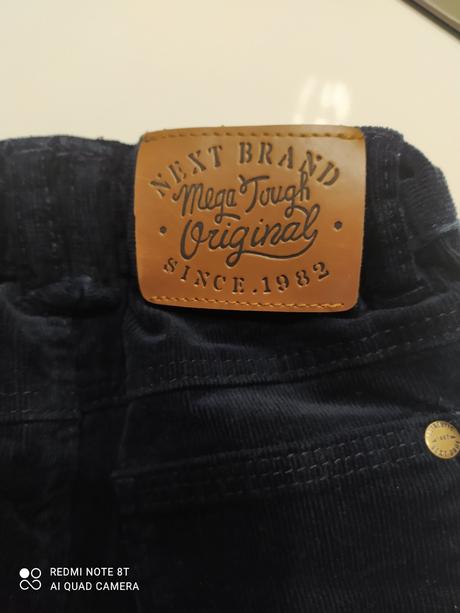 NEXT BRAND
Mega Tough
Original
SINCE.1982
REDMI NOTE 8T
AI QUAD CAMERA